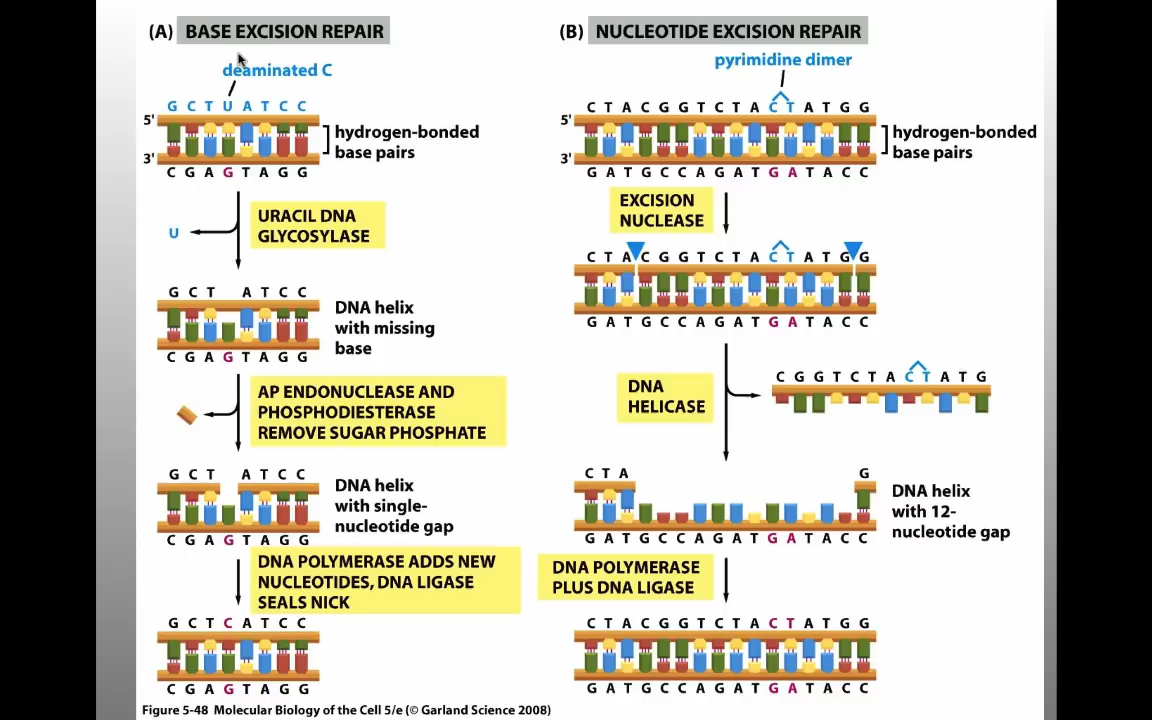 (A) BASE EXCISION REPAIR
deaminated C
G C T U A T C C
5'
3'
hydrogen-bonded
base pairs
C G A G T A G G
U
URACIL DNA
GLYCOSYLASE
G C T A T C C
DNA helix
with missing
base
C G A G T A G G
AP ENDONUCLEASE AND
PHOSPHODIESTERASE
REMOVE SUGAR PHOSPHATE
G C T A T C C
DNA helix
with single-
nucleotide gap
C G A G T A G G
DNA POLYMERASE ADDS NEW
NUCLEOTIDES, DNA LIGASE
SEALS NICK
G C T C A T C C
C G A G T A G G
(B) NUCLEOTIDE EXCISION REPAIR
pyrimidine dimer
C T A C G G T C T A C T A T G G
5'
3'
hydrogen-bonded
base pairs
G A T G C C A G A T G A T A C C
EXCISION
NUCLEASE
C T A C G G T C T A C T A T G G
G A T G C C A G A T G A T A C C
DNA
HELICASE
C G G T C T A C T A T G
C T A G
DNA helix
with 12-
nucleotide gap
G A T G C C A G A T G A T A C C
DNA POLYMERASE
PLUS DNA LIGASE
C T A C G G T C T A C T A T G G
G A T G C C A G A T G A T A C C
Figure 5-48 Molecular Biology of the Cell 5/e (© Garland Science 2008)